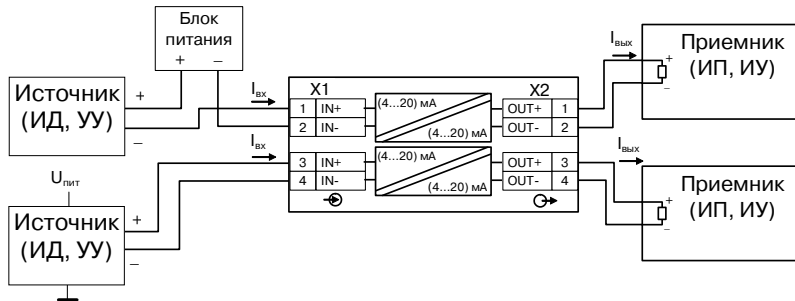 Блок
питания
+ −
Источник
(ИД, УУ)
+
−
Iвх
X1 X2
1 IN+ (4...20) мА OUT+ 1
2 IN- (4...20) мА OUT- 2
Iвх
3 IN+ (4...20) мА OUT+ 3
4 IN- (4...20) мА OUT- 4
Uпит
Источник
(ИД, УУ)
+
−
Iвых
+
−
Приемник
(ИП, ИУ)
Iвых
+
−
Приемник
(ИП, ИУ)